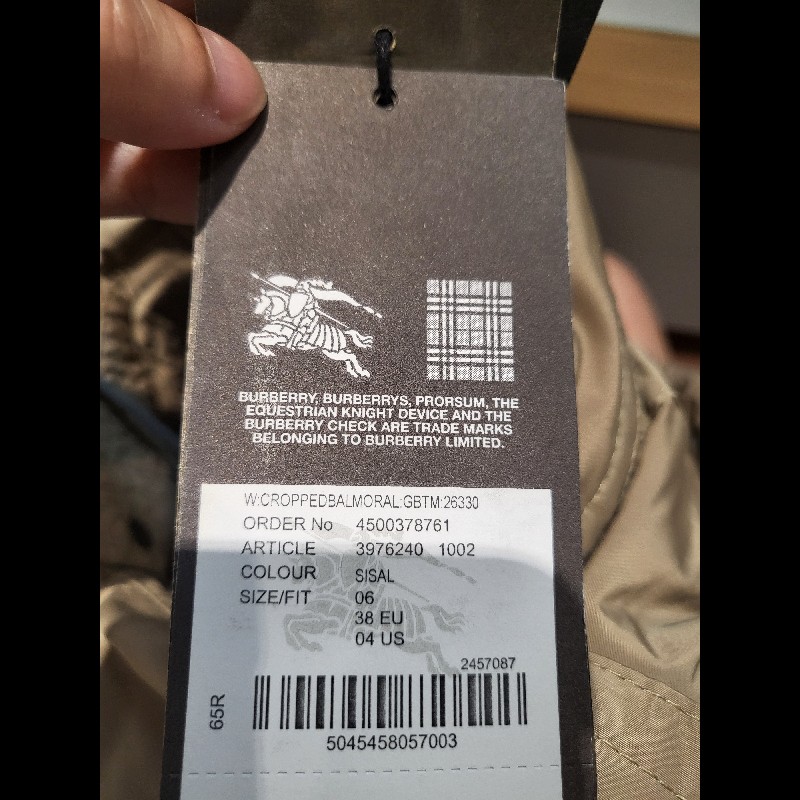 BURBERRY, BURBERRYS, PRORSUM, THE
EQUESTRIAN KNIGHT DEVICE AND THE
BURBERRY CHECK ARE TRADE MARKS
BELONGING TO BURBERRY LIMITED.
W:CROPPEDBALMORAL:GBTM:26330
ORDER No 4500378761
ARTICLE 3976240 1002
COLOUR SISAL
SIZE/FIT 06
38 EU
04 US
2457087
65R
5045458057003